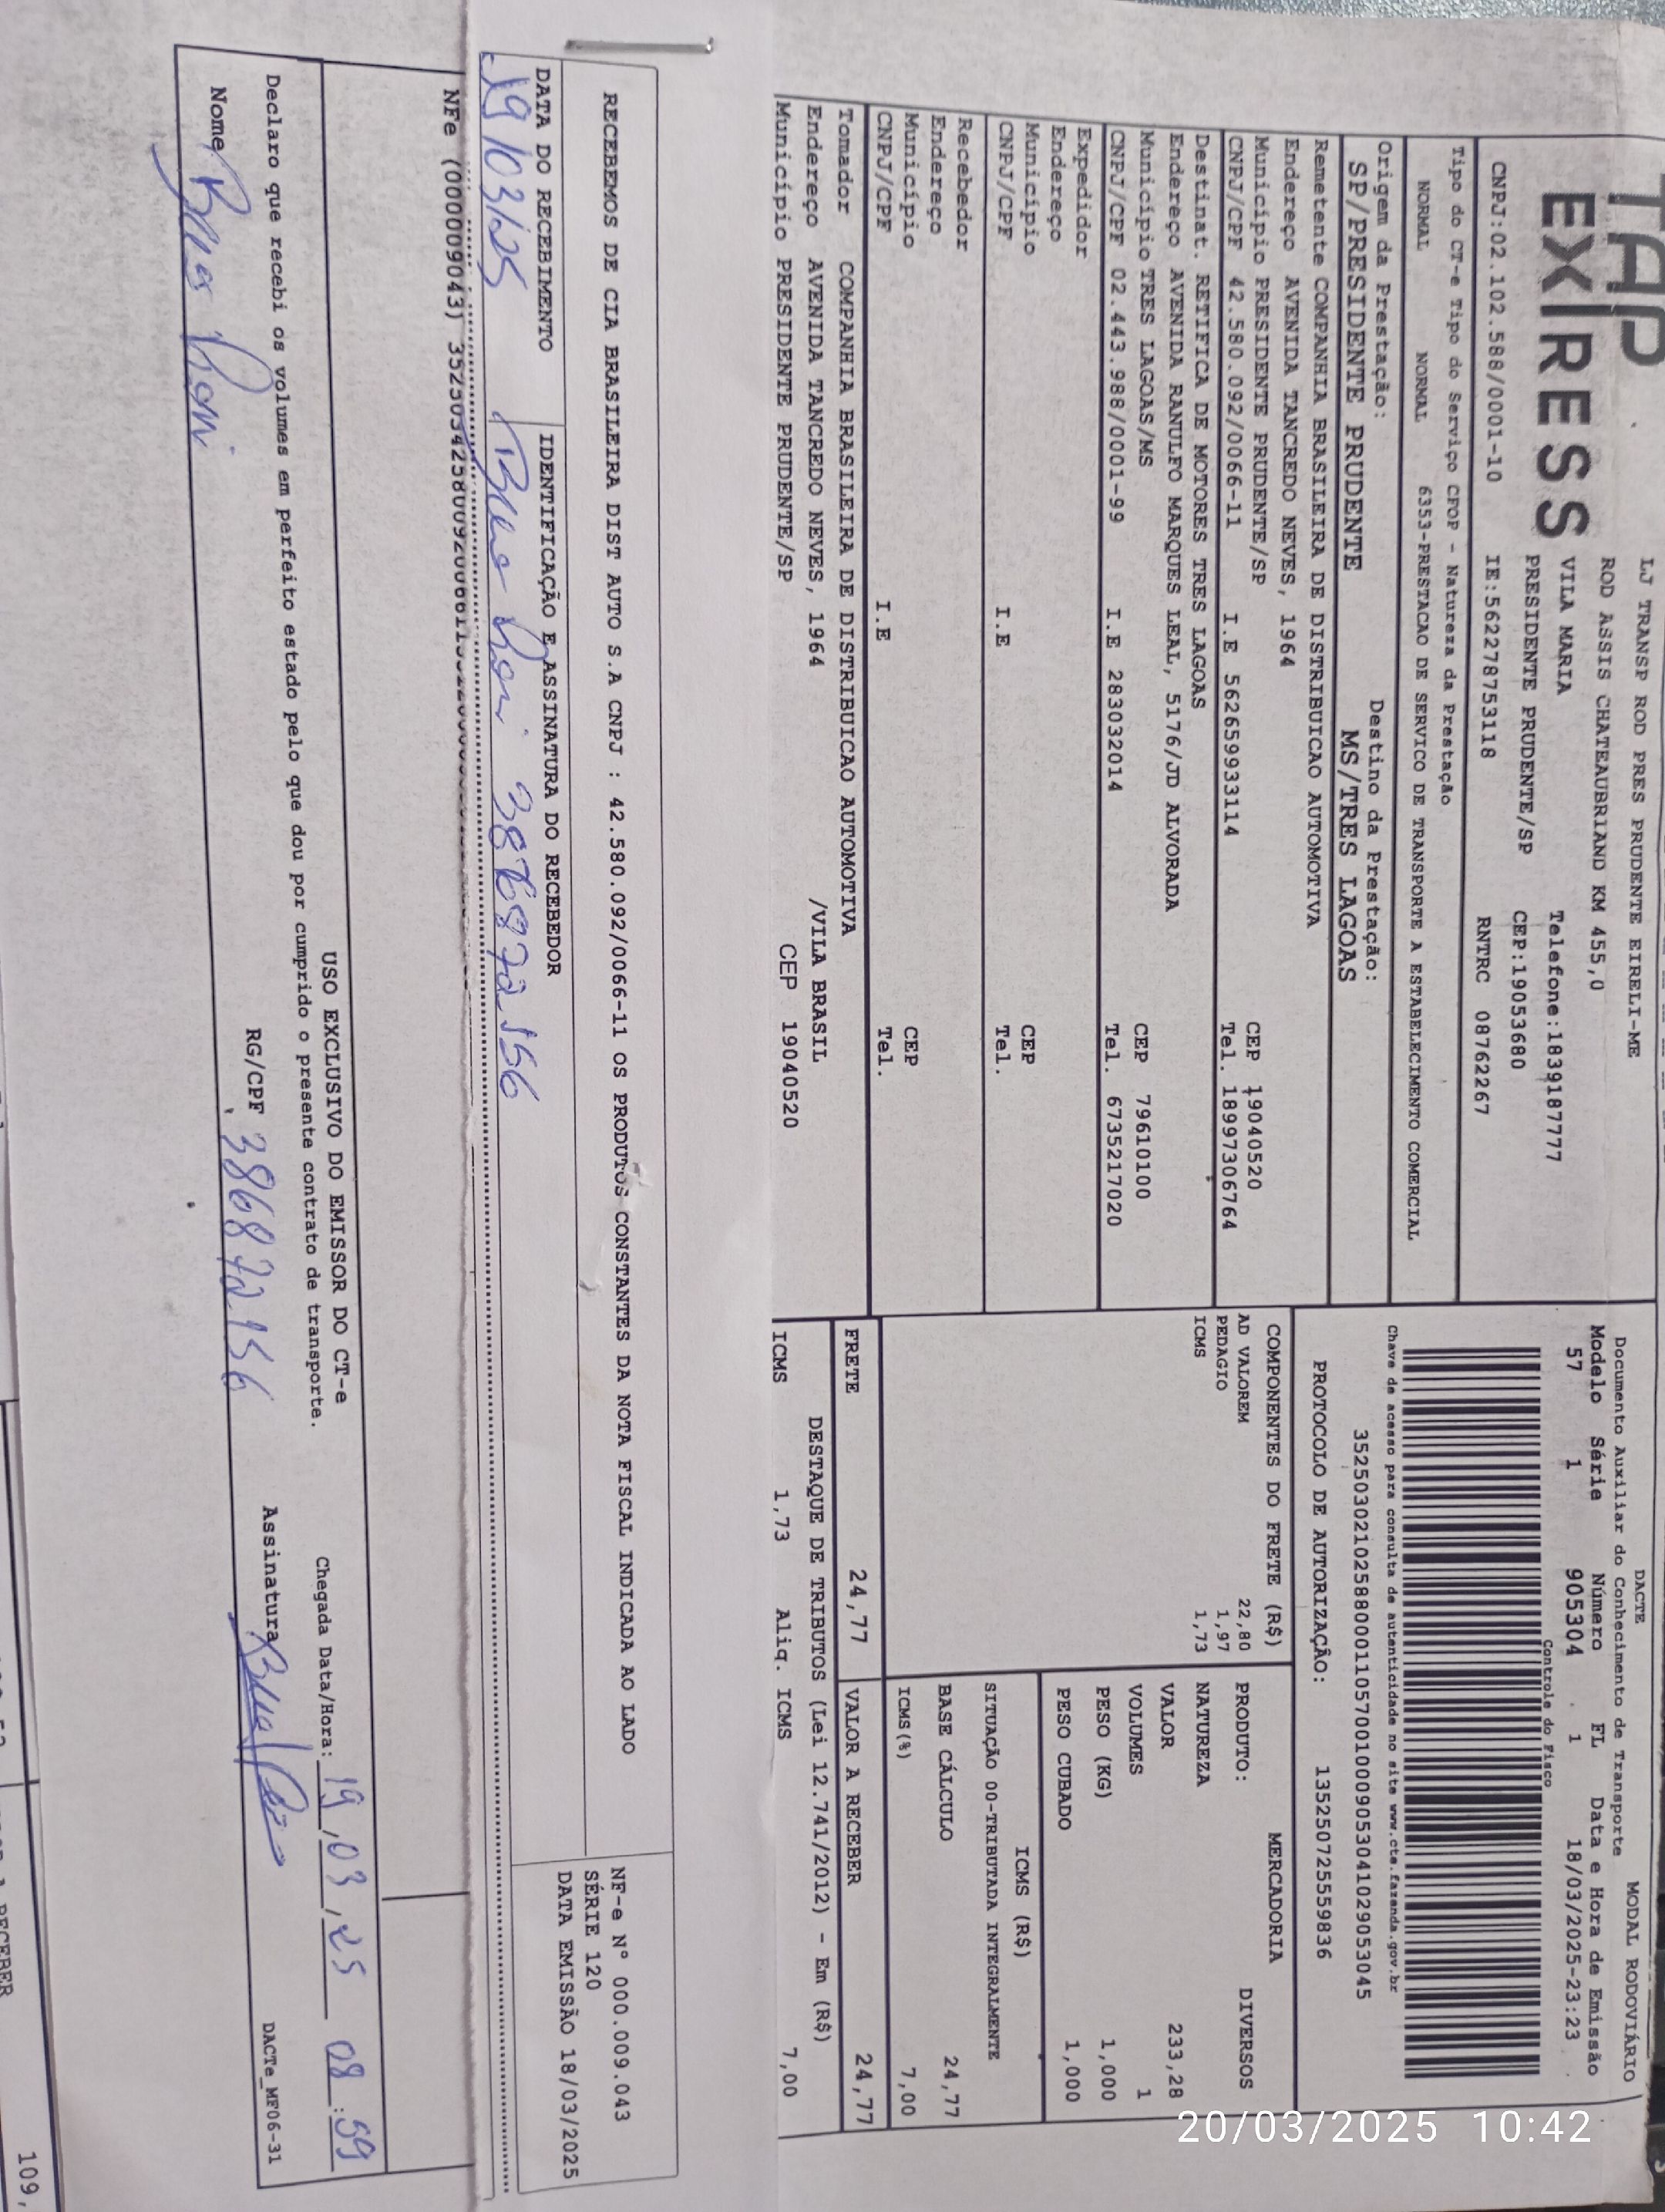 TAP
EX|RESS
LJ TRANSP ROD PRES PRUDENTE EIRELI-ME
ROD ASSIS CHATEAUBRIAND KM 455,0
VILA MARIA Telefone:1839187777
PRESIDENTE PRUDENTE/SP CEP:19053680
CNPJ:02.102.588/0001-10 IE:562278753118 RNTRC 08762267
DACTE MODAL RODOVIÁRIO
Documento Auxiliar do Conhecimento de Transporte
Modelo Série Número FL Data e Hora de Emissão
57 1 905304 1 18/03/2025-23:23
Controle do Fisco
Tipo do CT-e Tipo do Serviço CFOP - Natureza da Prestação
NORMAL NORMAL 6353-PRESTACAO DE SERVICO DE TRANSPORTE A ESTABELECIMENTO COMERCIAL
Chave de acesso para consulta de autenticidade no site www.cte.fazenda.gov.br
35250302102588000110570010009053041029053045
Origem da Prestação: Destino da Prestação:
SP/PRESIDENTE PRUDENTE MS/TRES LAGOAS
PROTOCOLO DE AUTORIZAÇÃO: 135250725559836
Remetente COMPANHIA BRASILEIRA DE DISTRIBUICAO AUTOMOTIVA
Endereço AVENIDA TANCREDO NEVES, 1964
Município PRESIDENTE PRUDENTE/SP CEP 19040520
CNPJ/CPF 42.580.092/0066-11 I.E 562659933114 Tel. 18997306764
Destinat. RETIFICA DE MOTORES TRES LAGOAS
Endereço AVENIDA RANULFO MARQUES LEAL, 5176/JD ALVORADA
Município TRES LAGOAS/MS CEP 79610100
CNPJ/CPF 02.443.988/0001-99 I.E 283032014 Tel. 6735217020
Expedidor
Endereço
Município CEP
CNPJ/CPF I.E Tel.
Recebedor
Endereço
Município CEP
CNPJ/CPF I.E Tel.
Tomador COMPANHIA BRASILEIRA DE DISTRIBUICAO AUTOMOTIVA
Endereço AVENIDA TANCREDO NEVES, 1964 /VILA BRASIL
Município PRESIDENTE PRUDENTE/SP CEP 19040520
COMPONENTES DO FRETE (R$)
AD VALOREM 22,80
PEDAGIO 1,97
ICMS 1,73
MERCADORIA
PRODUTO: DIVERSOS
NATUREZA
VALOR 233,28
VOLUMES 1
PESO (KG) 1,000
PESO CUBADO 1,000
ICMS (R$)
SITUAÇÃO 00-TRIBUTADA INTEGRALMENTE
BASE CÁLCULO 24,77
ICMS(%) 7,00
FRETE 24,77 VALOR A RECEBER 24,77
DESTAQUE DE TRIBUTOS (Lei 12.741/2012) - Em (R$)
ICMS 1,73 Aliq. ICMS 7,00
RECEBEMOS DE CIA BRASILEIRA DIST AUTO S.A CNPJ : 42.580.092/0066-11 OS PRODUTOS CONSTANTES DA NOTA FISCAL INDICADA AO LADO
NF-e N° 000.009.043
SÉRIE 120
DATA EMISSÃO 18/03/2025
DATA DO RECEBIMENTO IDENTIFICAÇÃO E ASSINATURA DO RECEBEDOR
19/03/25
NFe (000009043)
USO EXCLUSIVO DO EMISSOR DO CT-e
Declaro que recebi os volumes em perfeito estado pelo que dou por cumprido o presente contrato de transporte.
Chegada Data/Hora: 19/03/25 08:59
Nome RG/CPF Assinatura
DACTe_MF06-31
109,
20/03/2025 10:42